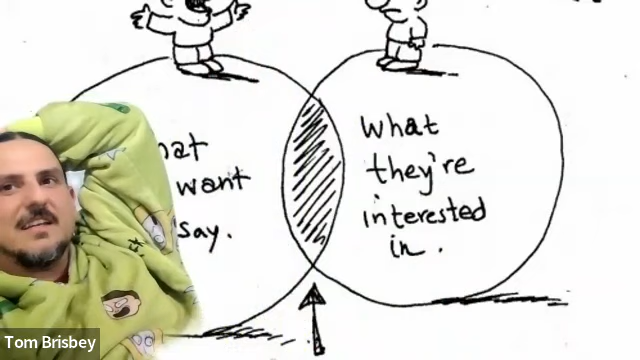 hat
want
say.
what
they're
interested
in.
Tom Brisbey